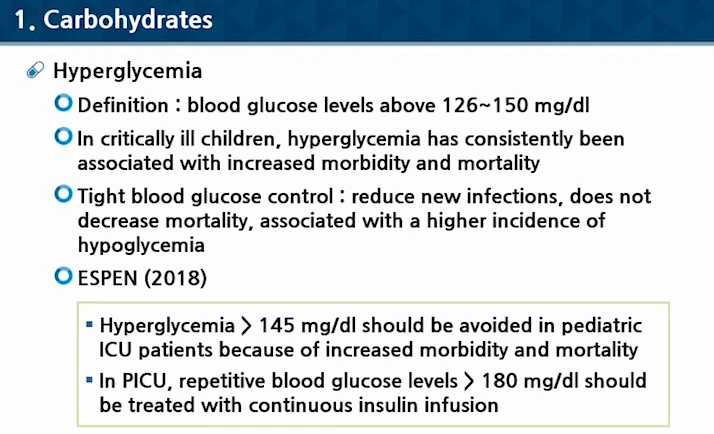 1. Carbohydrates
Hyperglycemia
Definition : blood glucose levels above 126~150 mg/dl
In critically ill children, hyperglycemia has consistently been
associated with increased morbidity and mortality
Tight blood glucose control : reduce new infections, does not
decrease mortality, associated with a higher incidence of
hypoglycemia
ESPEN (2018)
▪ Hyperglycemia > 145 mg/dl should be avoided in pediatric
ICU patients because of increased morbidity and mortality
▪ In PICU, repetitive blood glucose levels > 180 mg/dl should
be treated with continuous insulin infusion